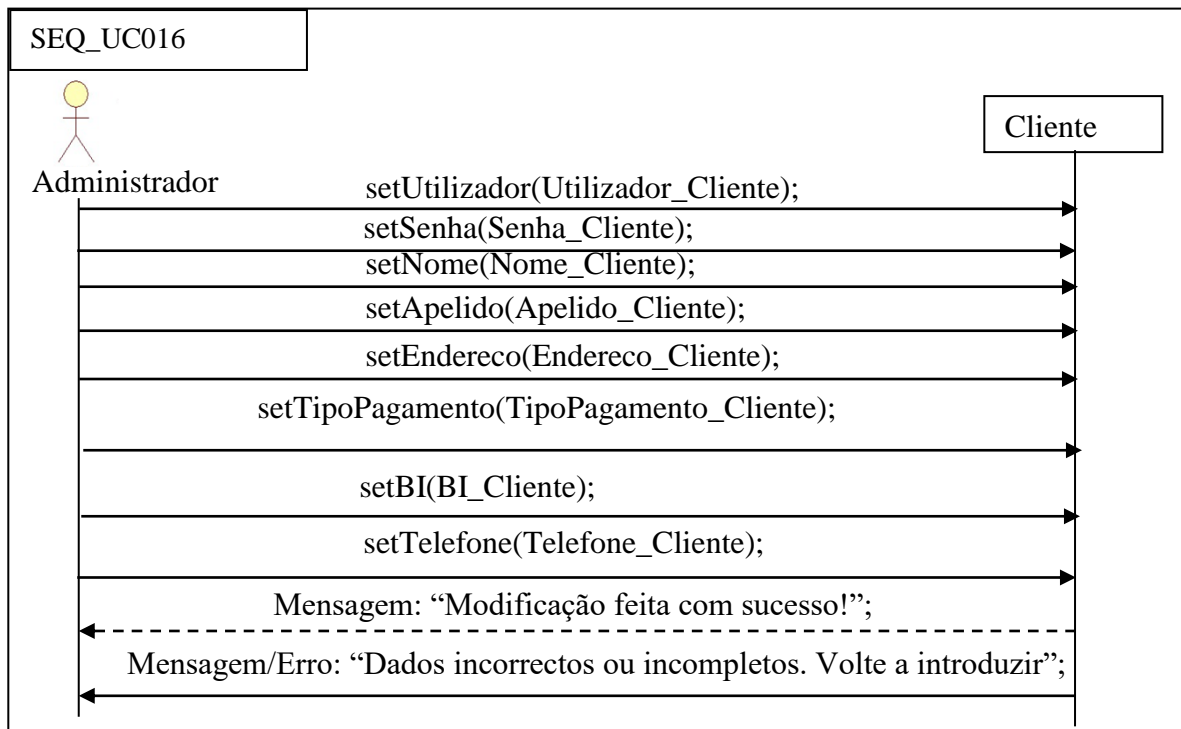 SEQ_UC016
Cliente
Administrador
setUtilizador(Utilizador_Cliente);
setSenha(Senha_Cliente);
setNome(Nome_Cliente);
setApelido(Apelido_Cliente);
setEndereco(Endereco_Cliente);
setTipoPagamento(TipoPagamento_Cliente);
setBI(BI_Cliente);
setTelefone(Telefone_Cliente);
Mensagem: “Modificação feita com sucesso!”;
Mensagem/Erro: “Dados incorrectos ou incompletos. Volte a introduzir”;